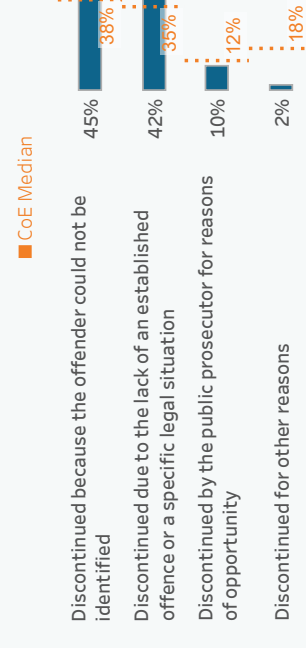 CoE Median
Discontinued because the offender could not be
identified
45%
38%
Discontinued due to the lack of an established
offence or a specific legal situation
42%
35%
Discontinued by the public prosecutor for reasons
of opportunity
10%
12%
Discontinued for other reasons
2%
18%